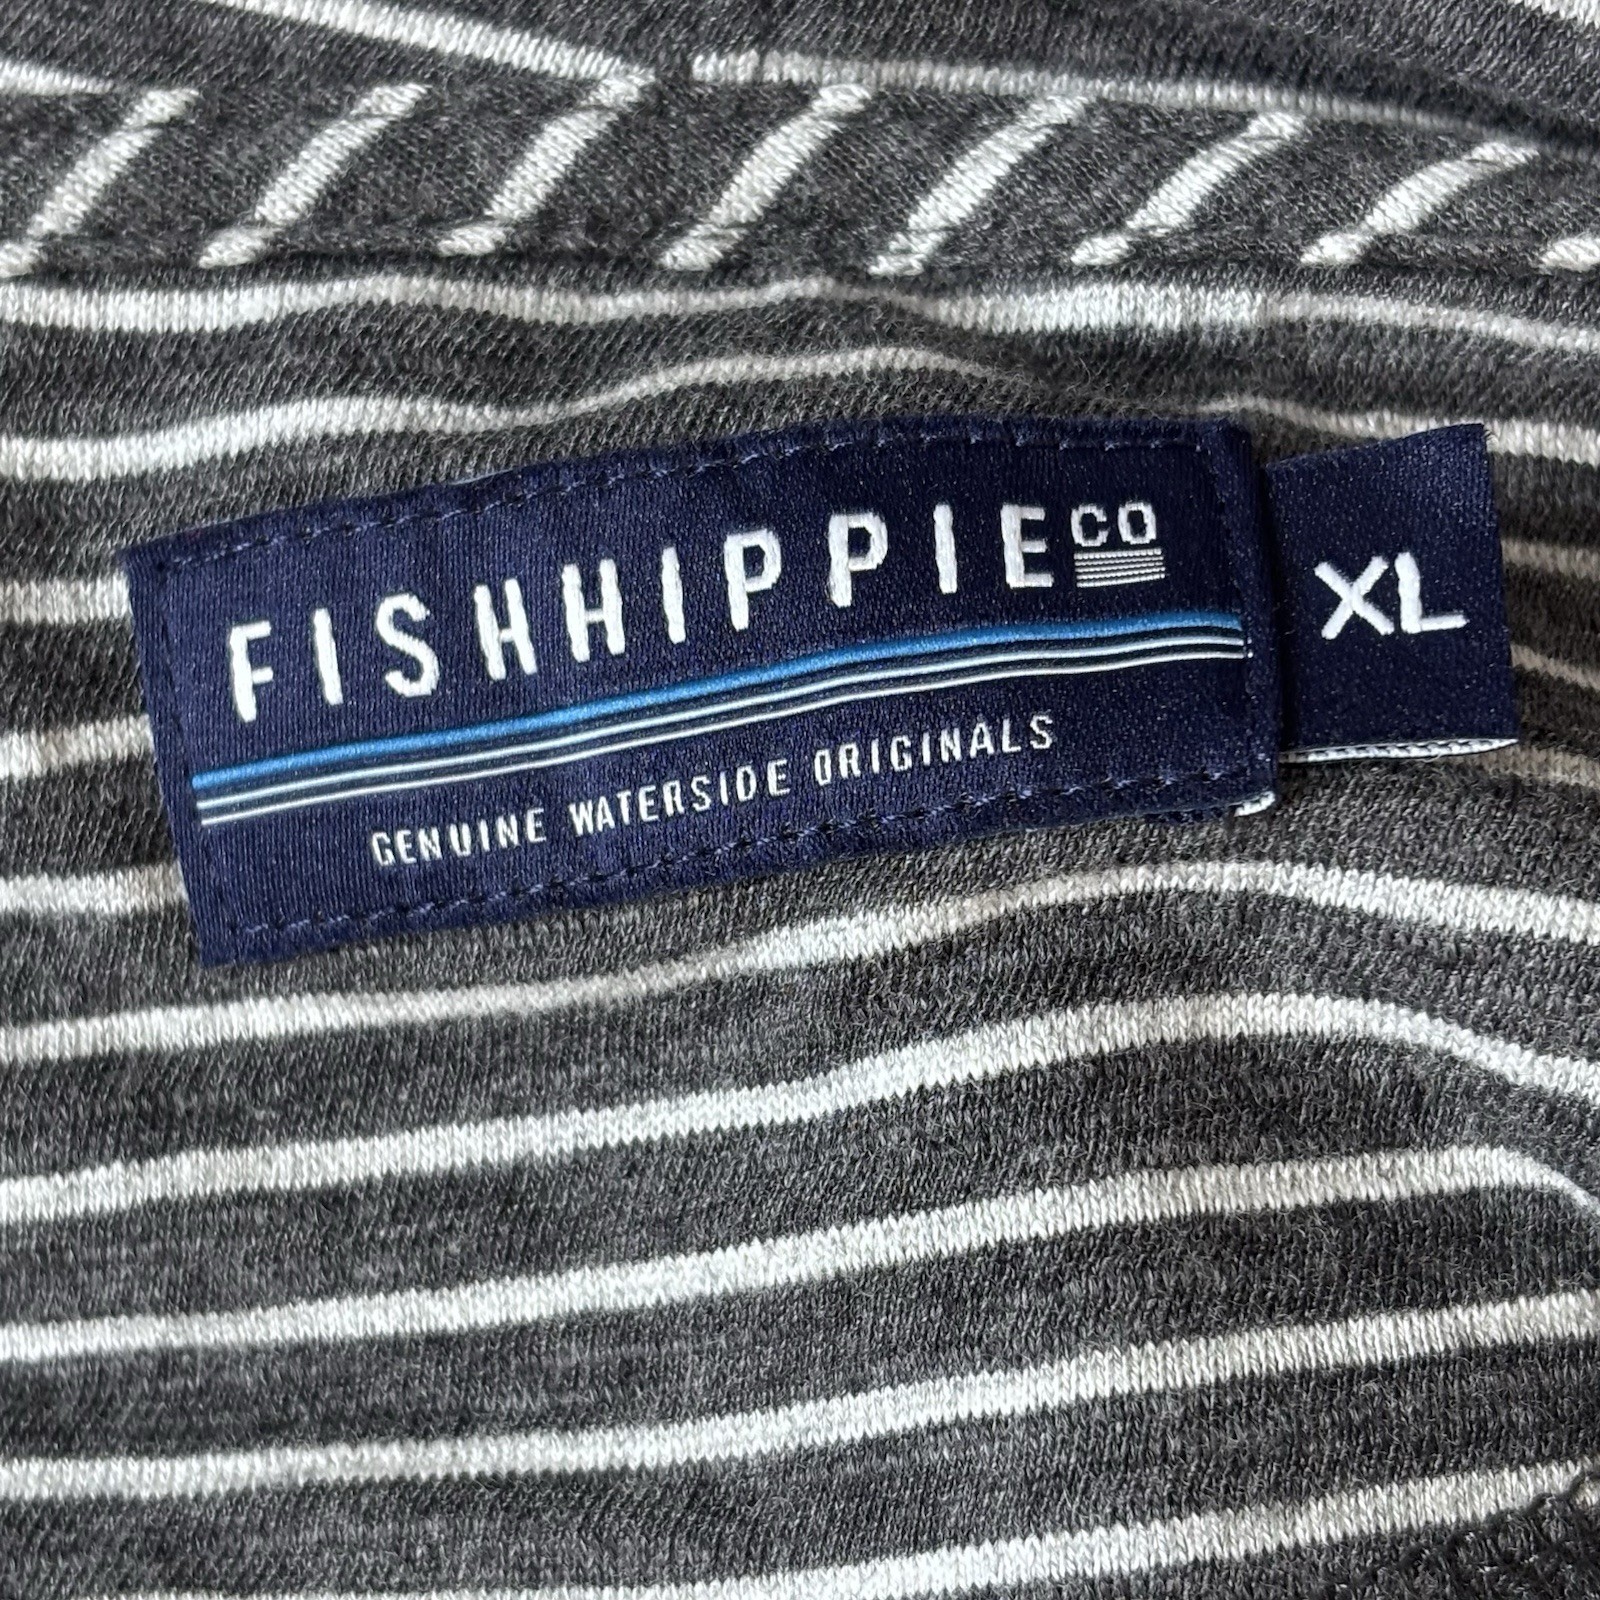 FISHHIPPIE CO
XL
GENUINE WATERSIDE ORIGINALS